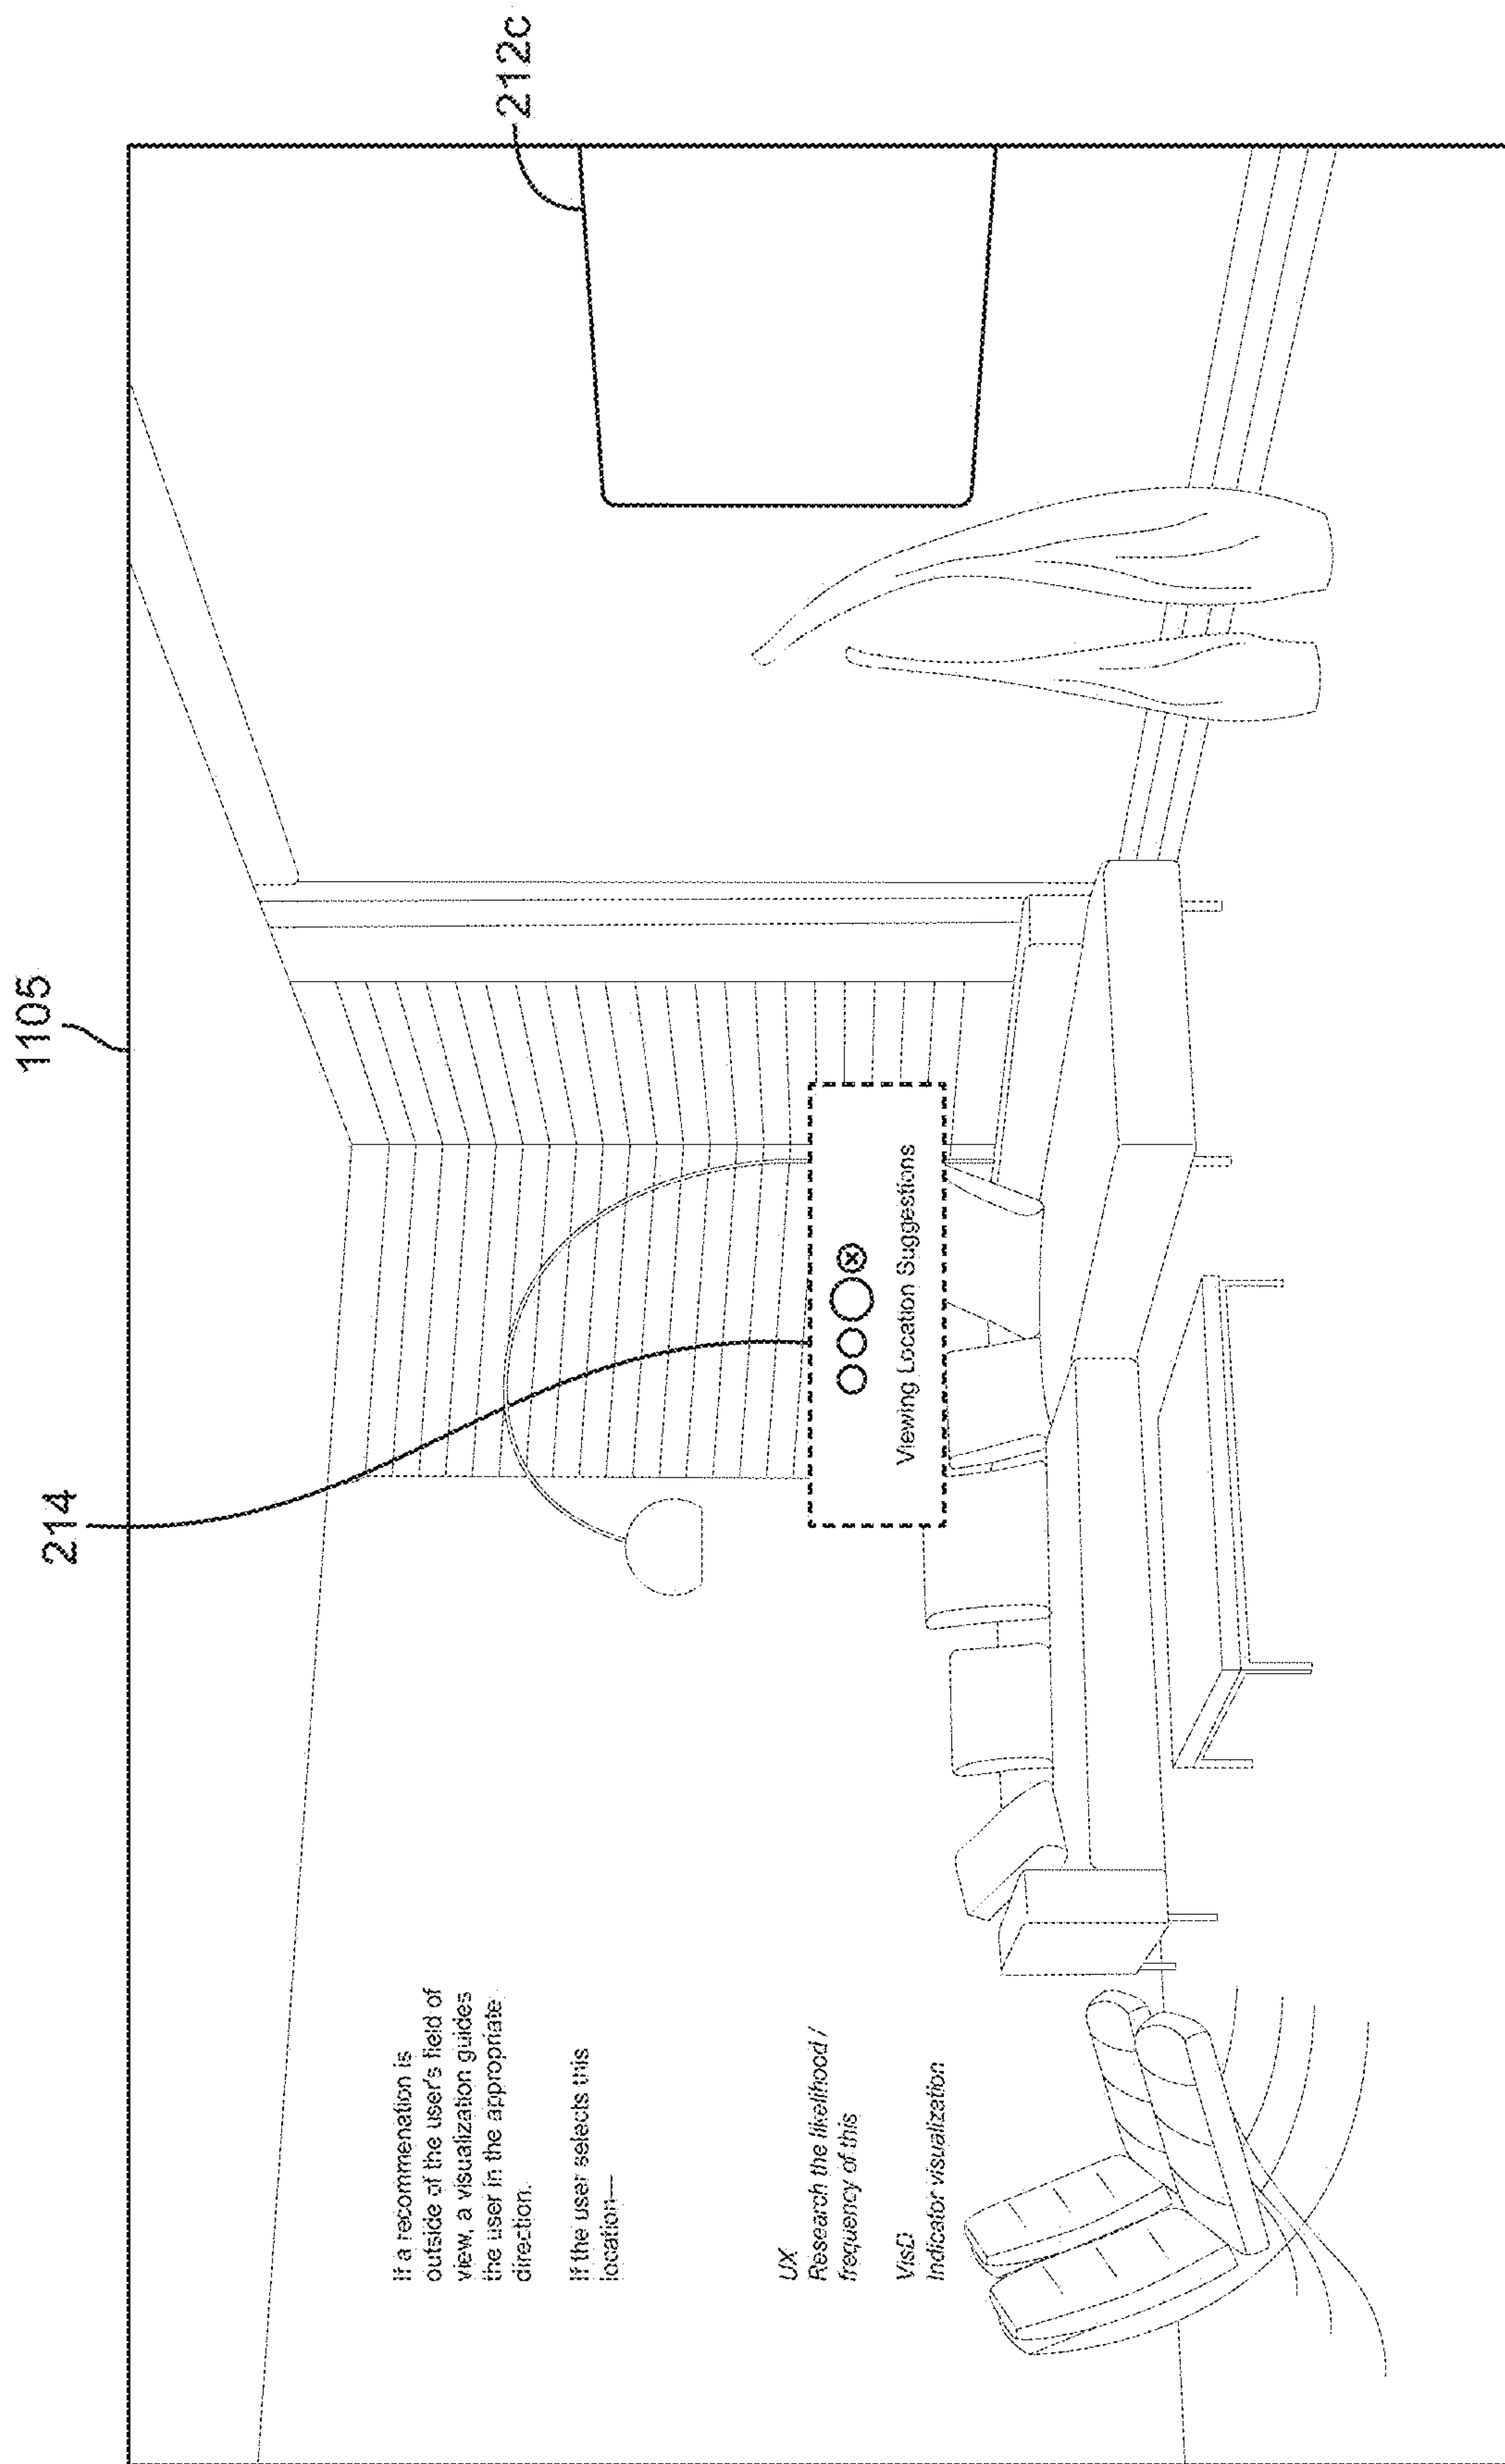 1105
214
212c
If a recommenation is
outside of the user's field of
view, a visualization guides
the user in the appropriate
direction.
If the user selects this
location—
UX
Research the likelihood /
frequency of this
VisD
Indicator visualization
Viewing Location Suggestions